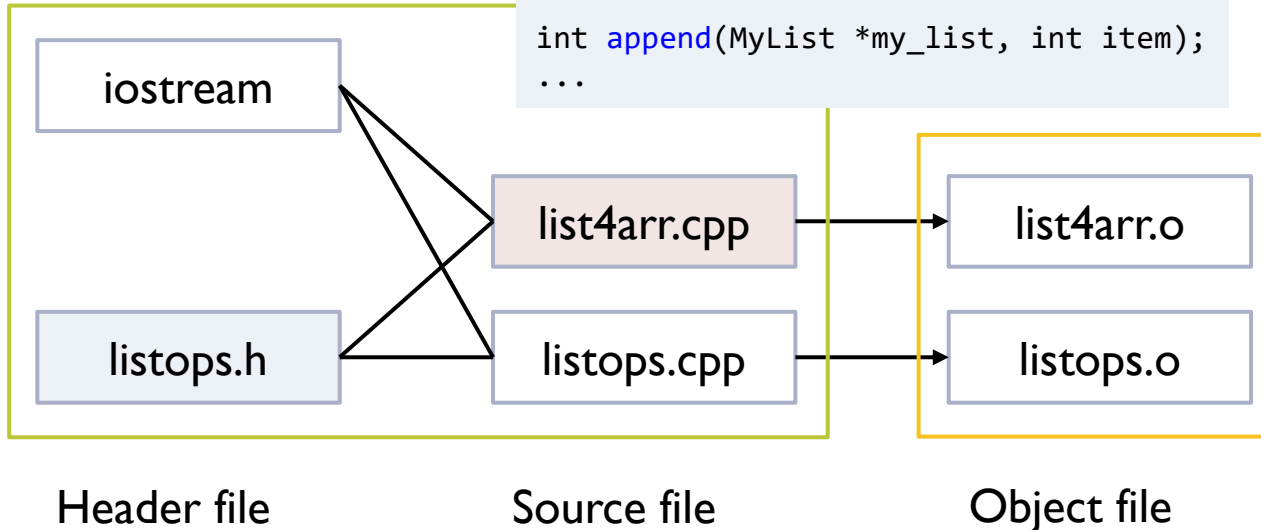 int append(MyList *my_list, int item);
...
iostream
list4arr.cpp
list4arr.o
listops.h
listops.cpp
listops.o
Header file
Source file
Object file